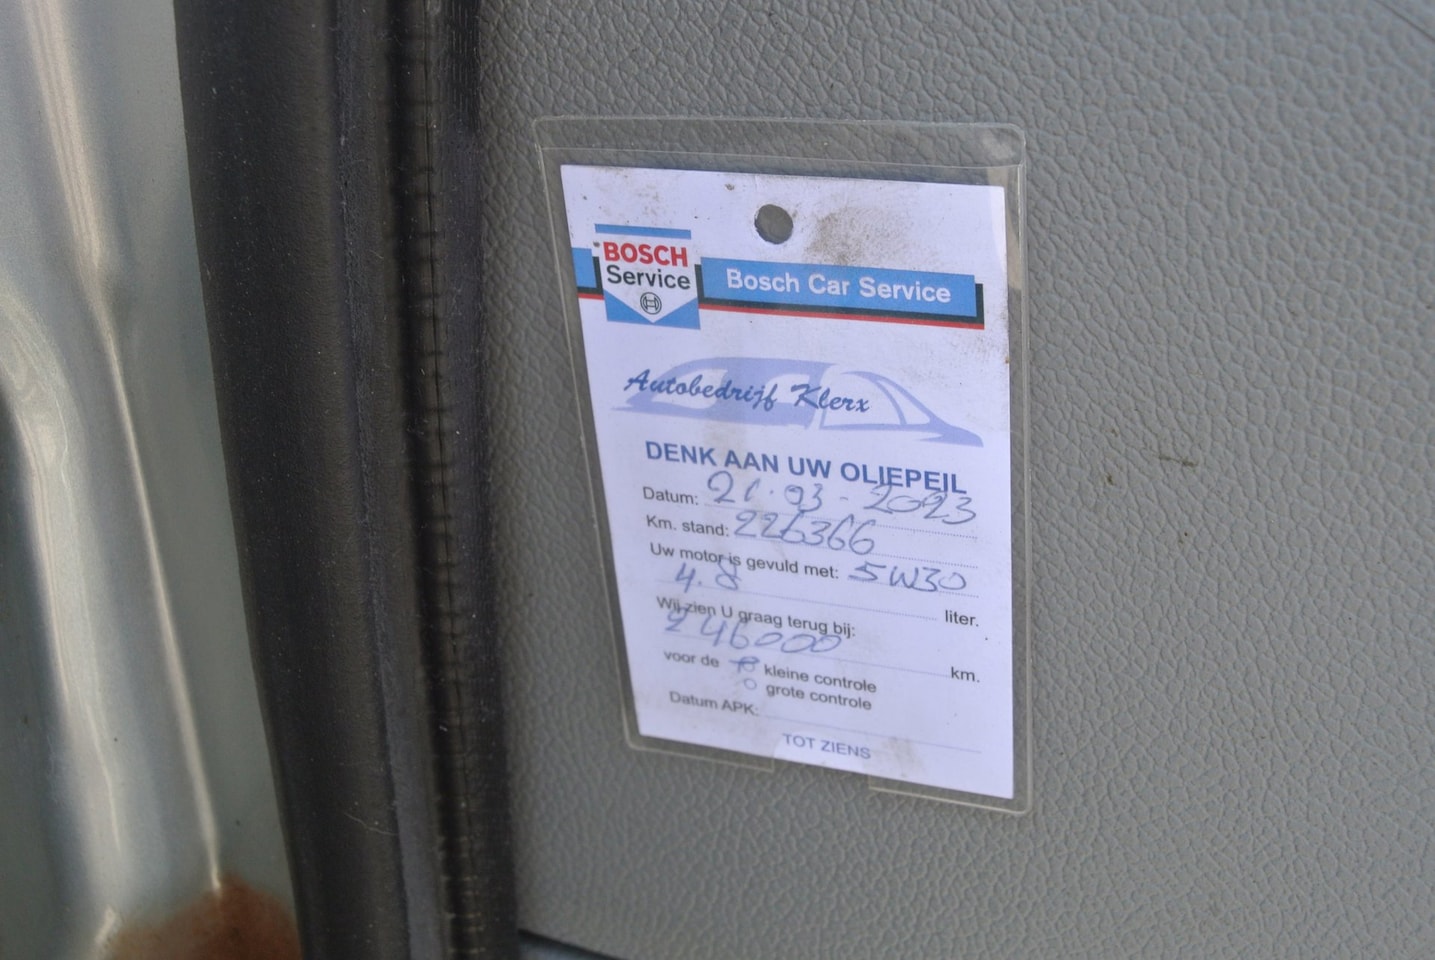 BOSCH
Service
Bosch Car Service
Autobedrijf Klerx
DENK AAN UW OLIEPEIL
Datum: 21-03-2023
Km. stand: 226366
Uw motor is gevuld met: 5W30
4.8 liter.
Wij zien U graag terug bij:
246000 km.
voor de kleine controle
grote controle
Datum APK:
TOT ZIENS